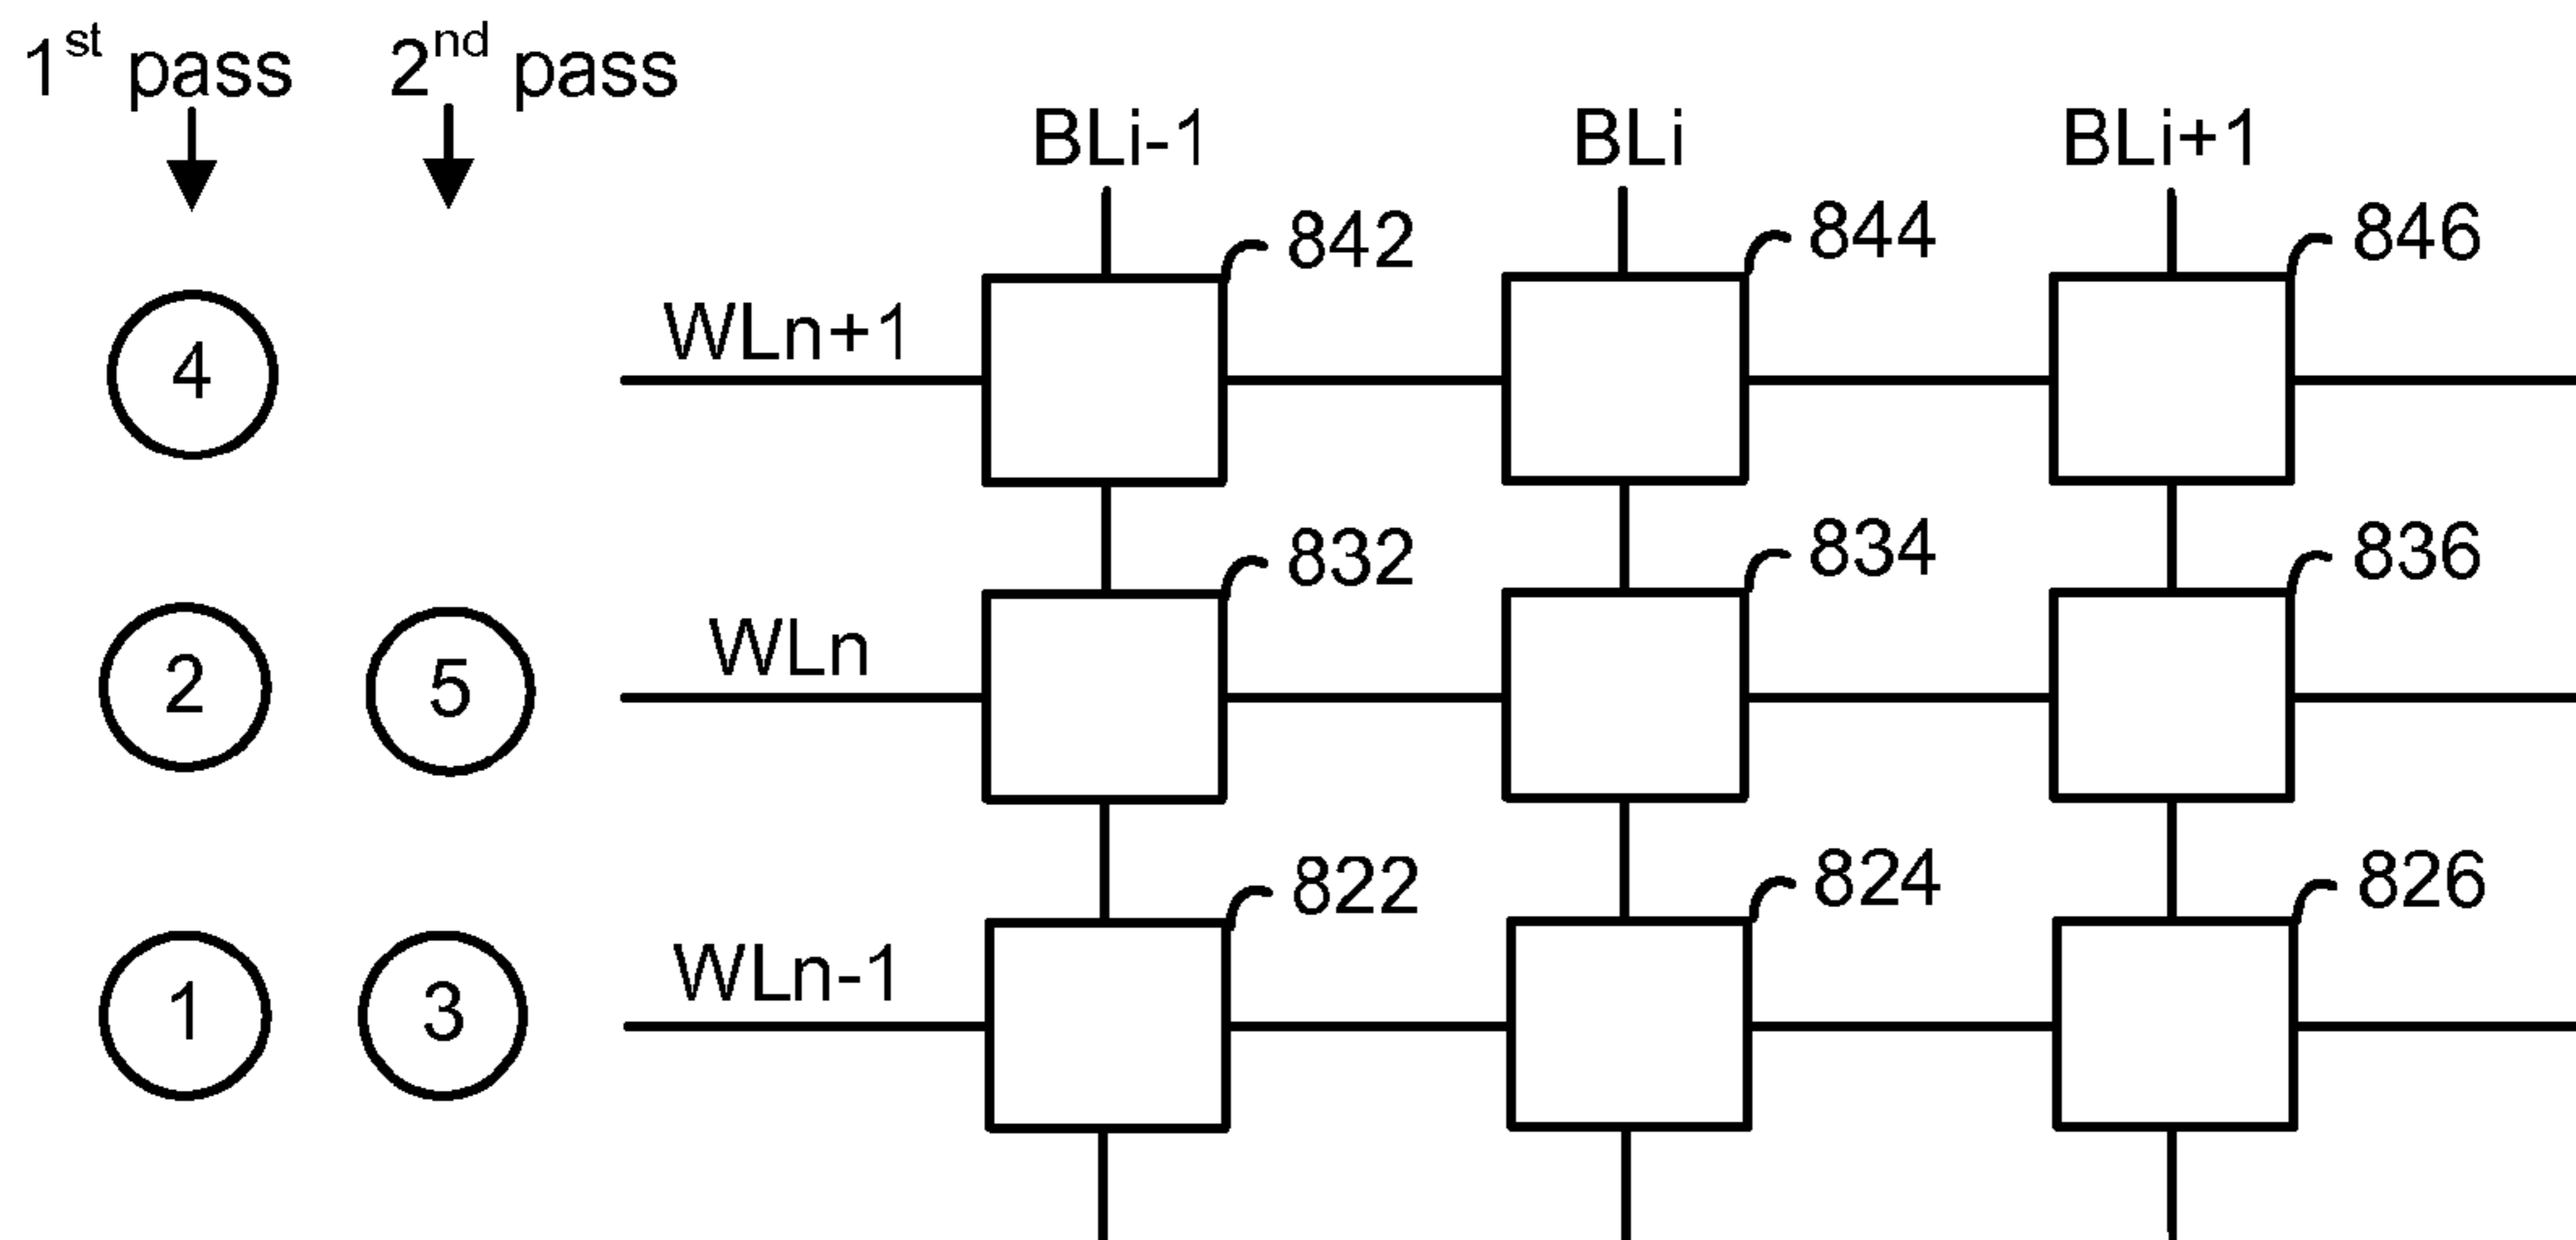 1st pass 2nd pass
BLi-1 BLi BLi+1
842 844 846
4 WLn+1
832 834 836
2 5 WLn
822 824 826
1 3 WLn-1